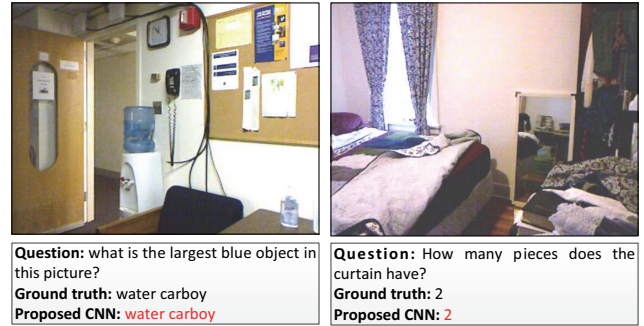 Question: what is the largest blue object in
this picture?
Ground truth: water carboy
Proposed CNN: water carboy
Question: How many pieces does the
curtain have?
Ground truth: 2
Proposed CNN: 2